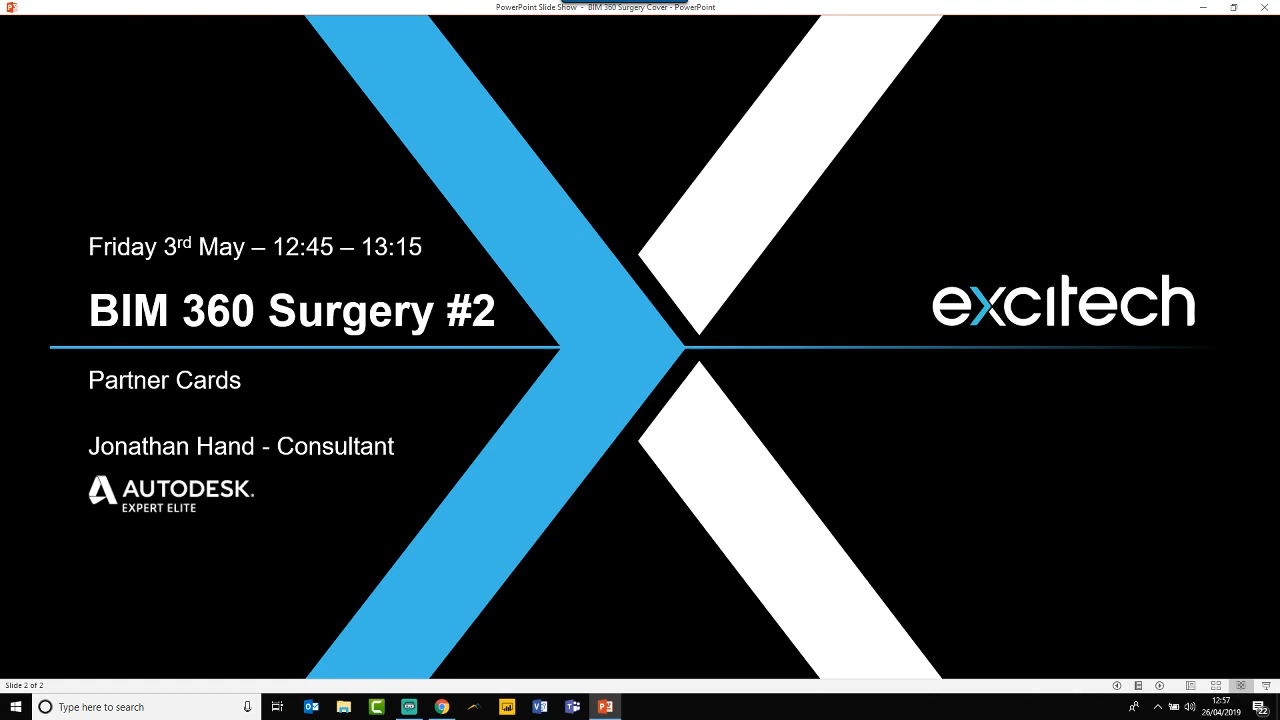 PowerPoint Slide Show - BIM 360 Surgery Cover - PowerPoint
Friday 3rd May – 12:45 – 13:15
BIM 360 Surgery #2
excitech
Partner Cards
Jonathan Hand - Consultant
AUTODESK.
EXPERT ELITE
Slide 2 of 2
Type here to search
12:57
26/04/2019
22